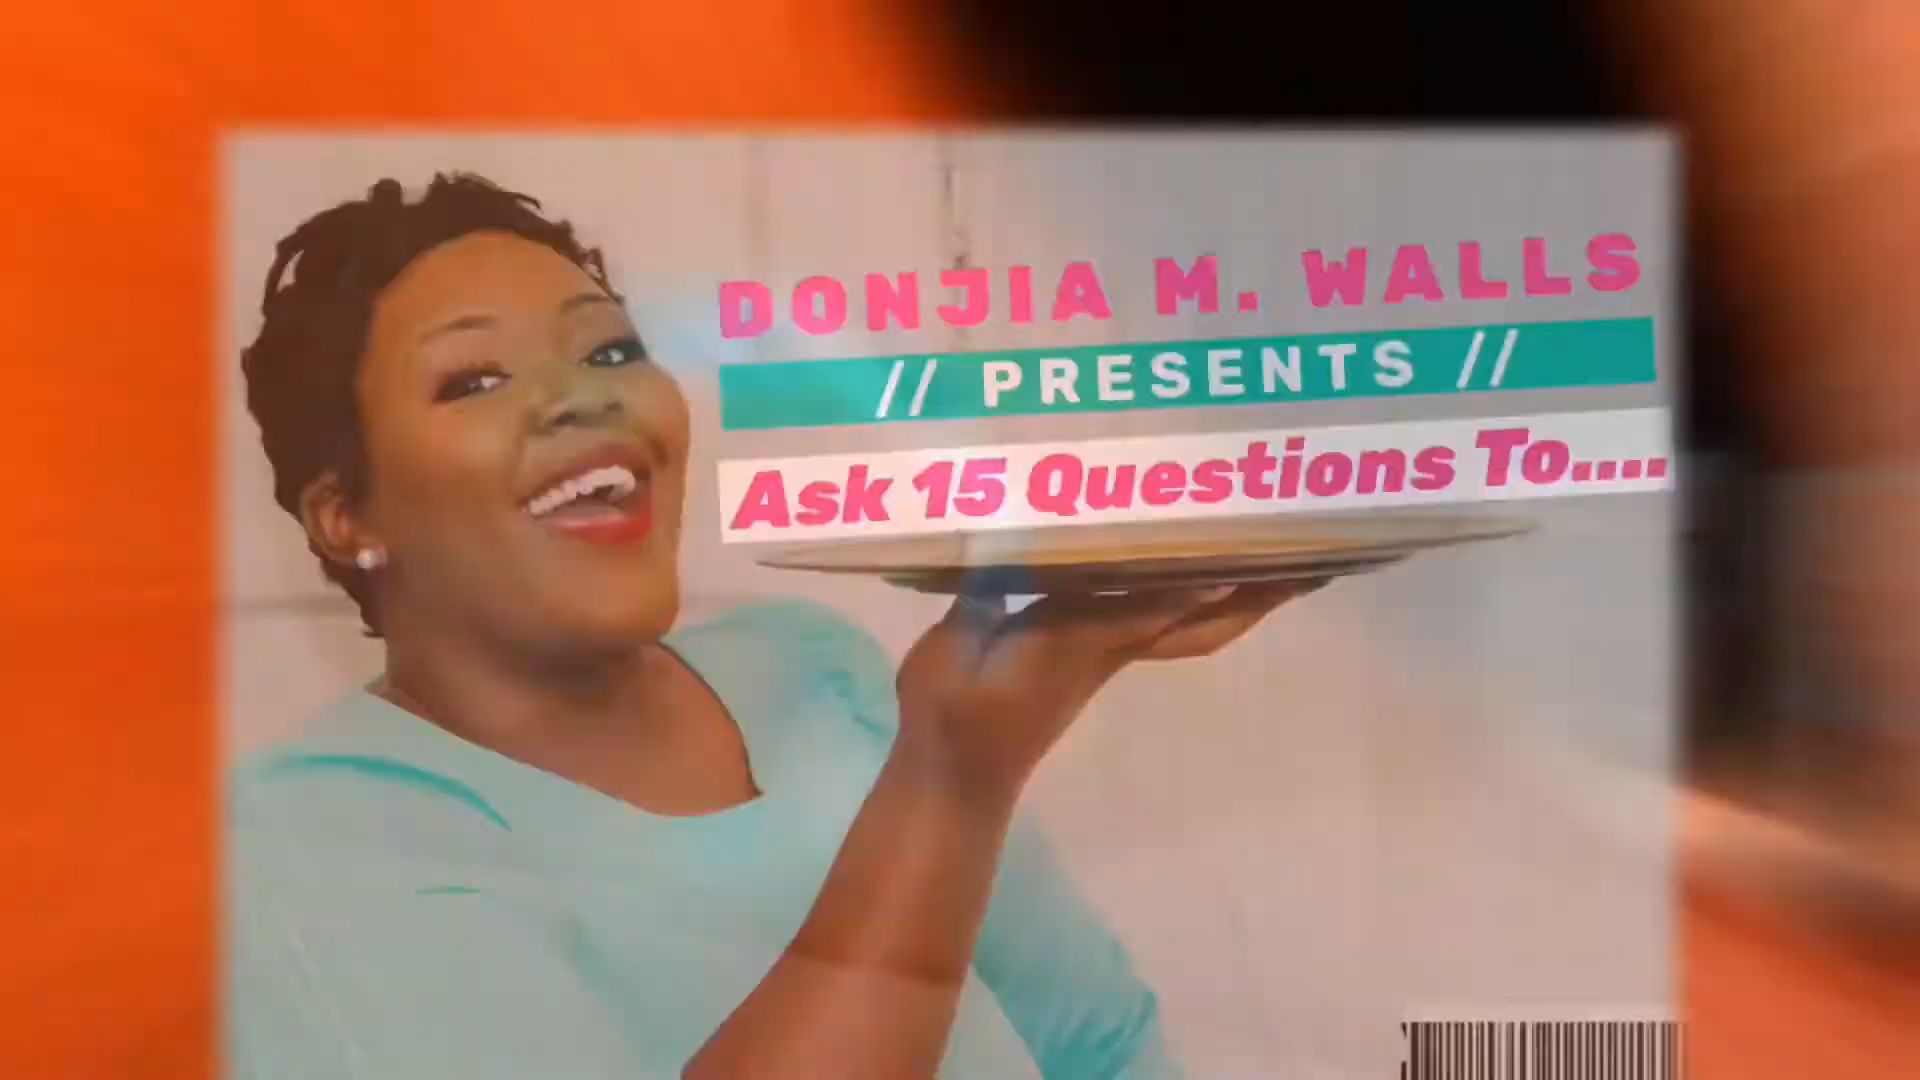 DONJIA M. WALLS
// PRESENTS //
Ask 15 Questions To....